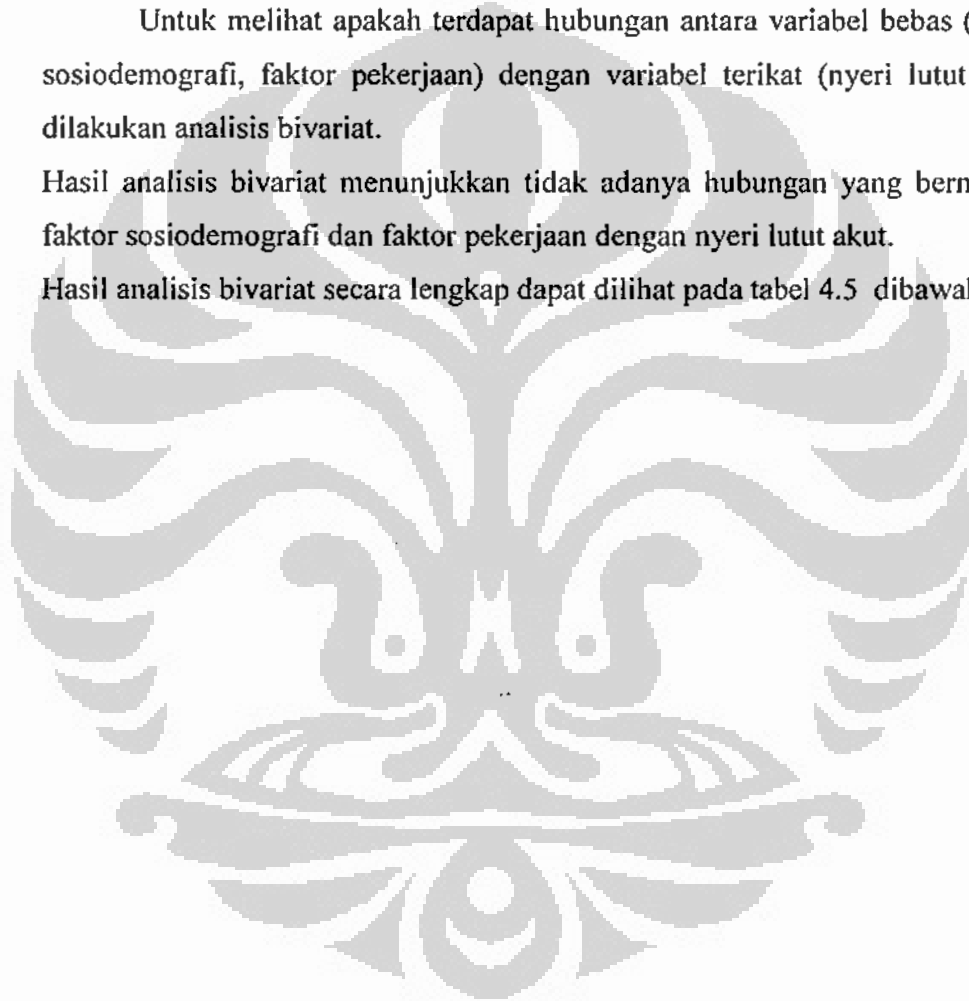 Untuk melihat apakah terdapat hubungan antara variabel bebas (
sosiodemografi, faktor pekerjaan) dengan variabel terikat (nyeri lutut
dilakukan analisis bivariat.
Hasil analisis bivariat menunjukkan tidak adanya hubungan yang
faktor sosiodemografi dan faktor pekerjaan dengan nyeri lutut akut.
Hasil analisis bivariat secara lengkap dapat dilihat pada tabel 4.5